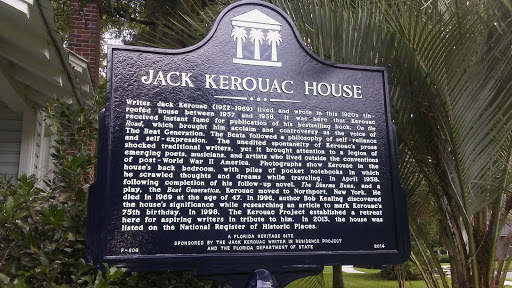 JACK KEROUAC HOUSE
Writer Jack Kerouac (1922-1969) lived and wrote in this 1920s tin-
roofed house between 1957 and 1958. It was here that Kerouac
received instant fame for publication of his bestselling book, On the
Road, which brought him acclaim and controversy as the voice of
The Beat Generation. The Beats followed a philosophy of self-reliance
and self-expression. The unedited spontaneity of Kerouac's prose
shocked traditional writers, yet it brought attention to a legion of
emerging poets, musicians, and artists who lived outside the conventions
of post-World War II America. Photographs show Kerouac in the
house's back bedroom, with piles of pocket notebooks in which
he scrawled thoughts and dreams while traveling. In April 1958,
following completion of his follow-up novel, The Dharma Bums, and a
play, the Beat Generation, Kerouac moved to Northport, New York. He
died in 1969 at the age of 47. In 1996, author Bob Kealing discovered
the house's significance while researching an article to mark Kerouac's
75th birthday. In 1998, The Kerouac Project established a retreat
here for aspiring writers in tribute to him. In 2013, the house was
listed on the National Register of Historic Places.
A FLORIDA HERITAGE SITE
SPONSORED BY THE JACK KEROUAC WRITER IN RESIDENCE PROJECT
F-806 AND THE FLORIDA DEPARTMENT OF STATE 2014